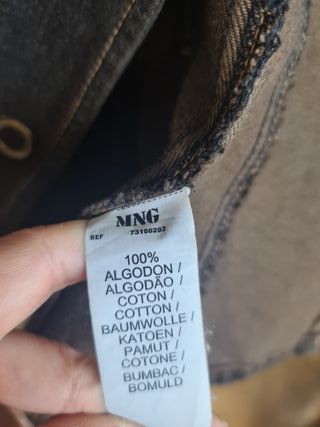 MNG
REF 73100202
100%
ALGODON /
ALGODÃO /
COTON /
COTTON /
BAUMWOLLE /
KATOEN /
PAMUT /
COTONE /
BUMBAC /
BOMULD